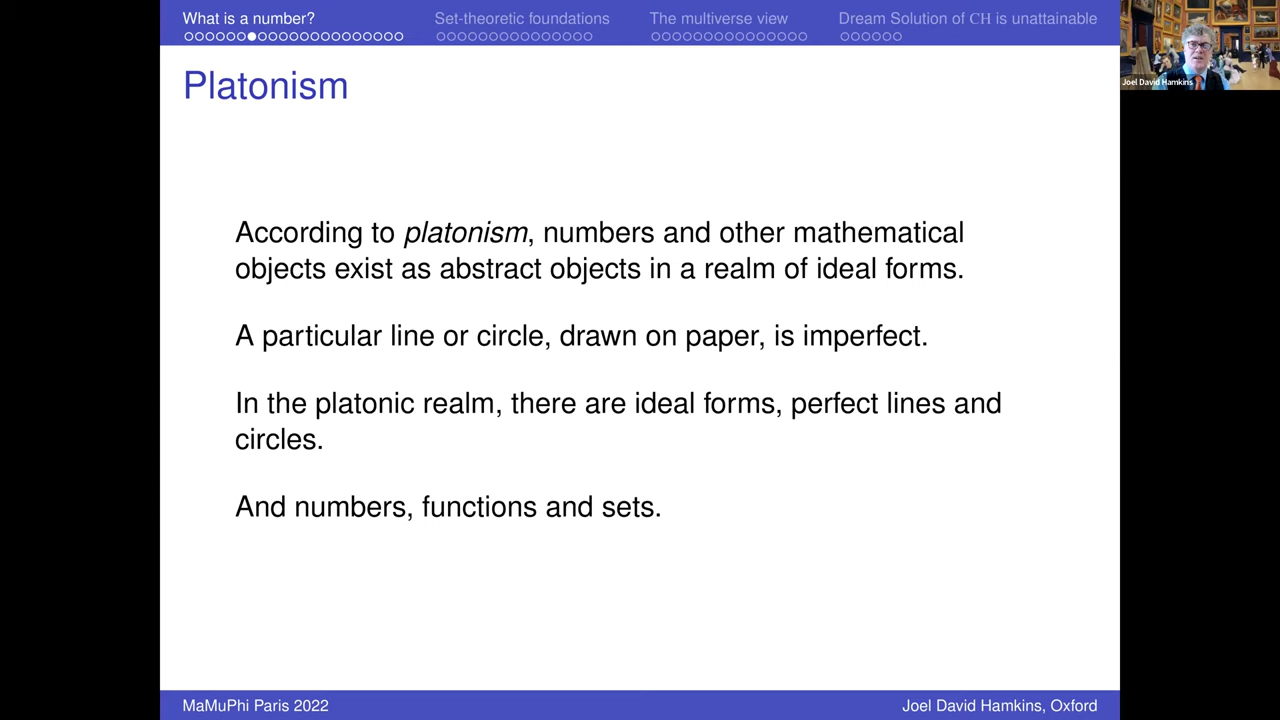 What is a number?
Set-theoretic foundations
The multiverse view
Dream Solution of CH is unattainable
Joel David Hamkins
Platonism
According to platonism, numbers and other mathematical
objects exist as abstract objects in a realm of ideal forms.
A particular line or circle, drawn on paper, is imperfect.
In the platonic realm, there are ideal forms, perfect lines and
circles.
And numbers, functions and sets.
MaMuPhi Paris 2022
Joel David Hamkins, Oxford